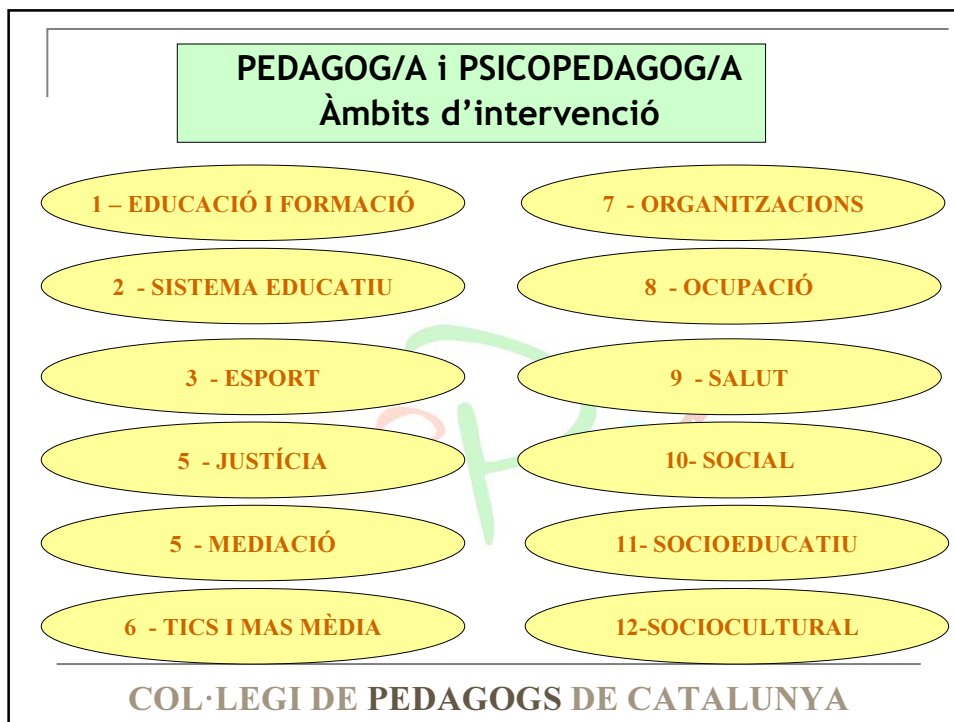 PEDAGOG/A i PSICOPEDAGOG/A
Àmbits d’intervenció
1 – EDUCACIÓ I FORMACIÓ
2 - SISTEMA EDUCATIU
3 - ESPORT
5 - JUSTÍCIA
5 - MEDIACIÓ
6 - TICS I MAS MÈDIA
7 - ORGANITZACIONS
8 - OCUPACIÓ
9 - SALUT
10- SOCIAL
11- SOCIOEDUCATIU
12-SOCIOCULTURAL
COL·LEGI DE PEDAGOGS DE CATALUNYA